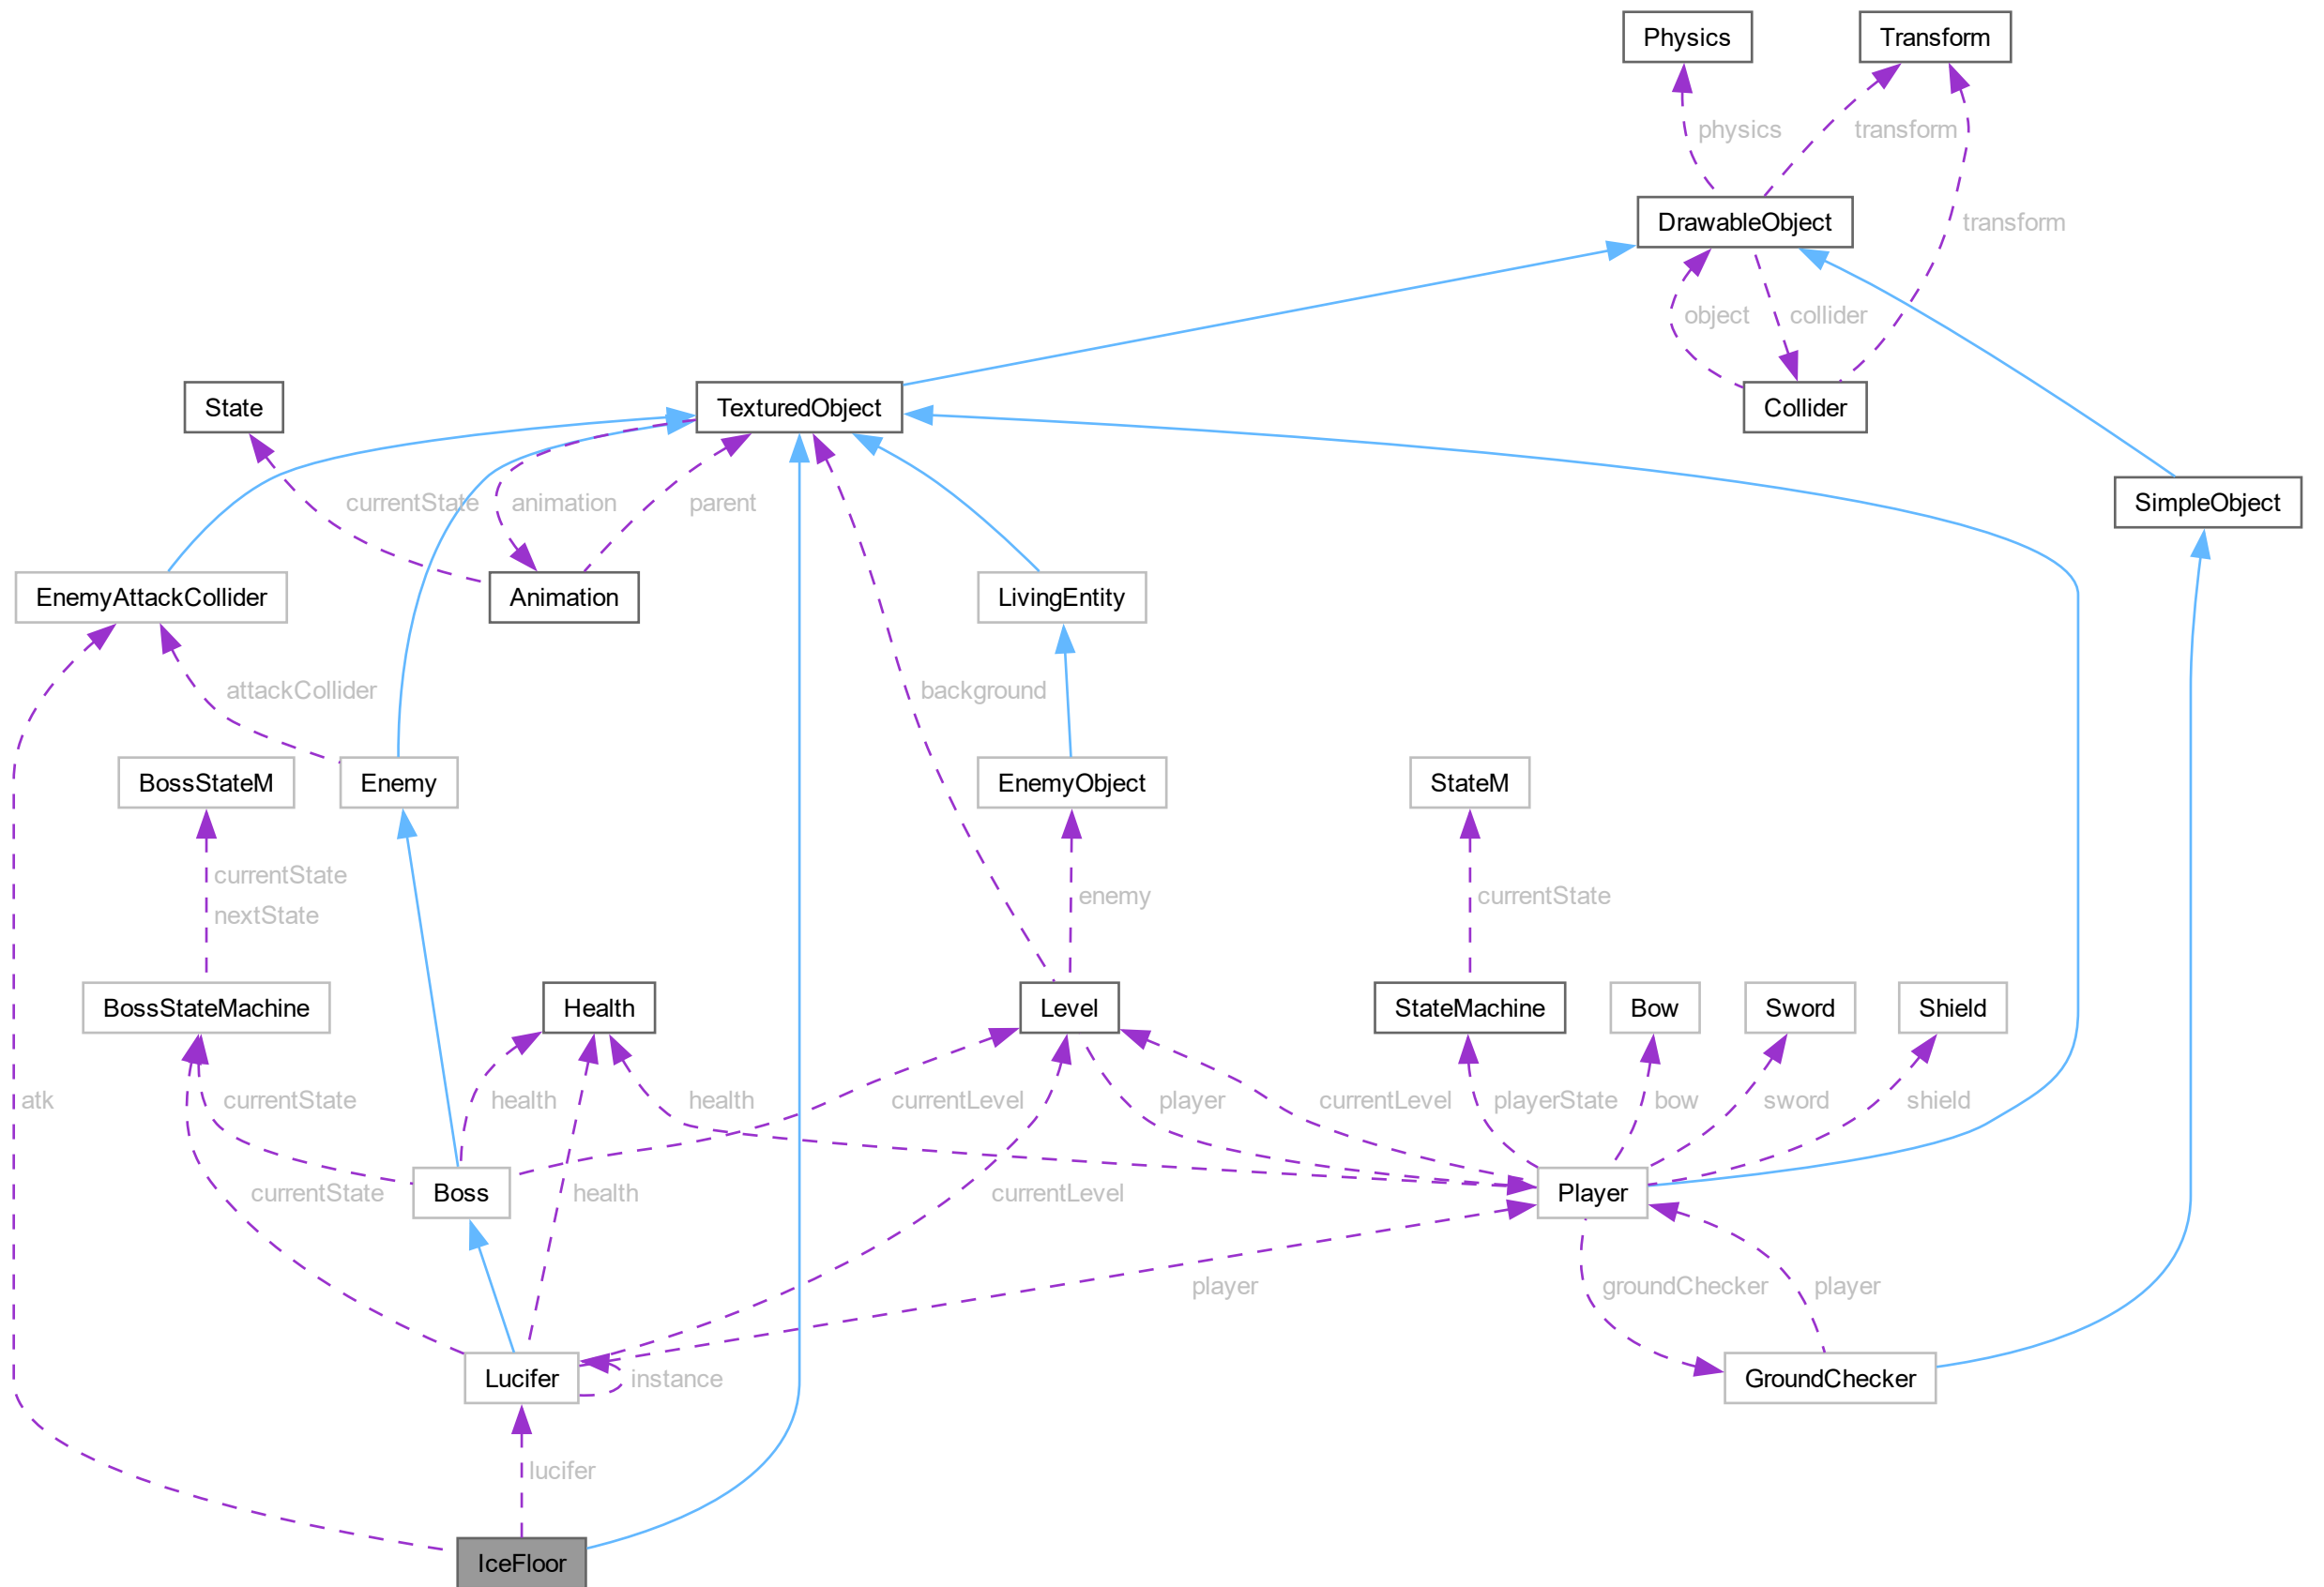 Physics
Transform
physics
transform
DrawableObject
transform
object
collider
State
TexturedObject
Collider
currentState
animation
parent
SimpleObject
EnemyAttackCollider
Animation
LivingEntity
attackCollider
background
BossStateM
Enemy
EnemyObject
StateM
currentState
nextState
enemy
currentState
BossStateMachine
Health
Level
StateMachine
Bow
Sword
Shield
atk
currentState
health
health
currentLevel
player
currentLevel
playerState
bow
sword
shield
currentState
Boss
health
currentLevel
Player
player
groundChecker
player
Lucifer
instance
GroundChecker
lucifer
IceFloor